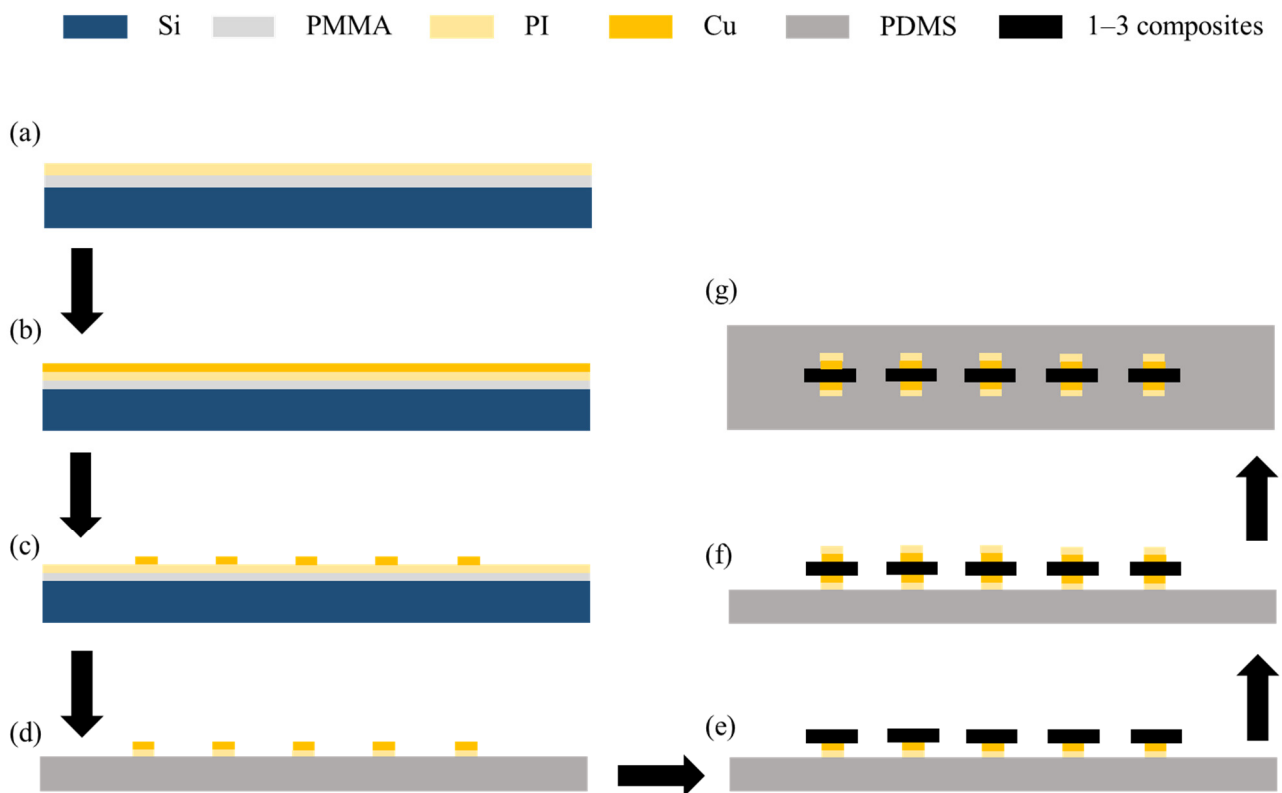 Si PMMA PI Cu PDMS 1–3 composites
(a)
(b)
(c)
(d)
(g)
(f)
(e)